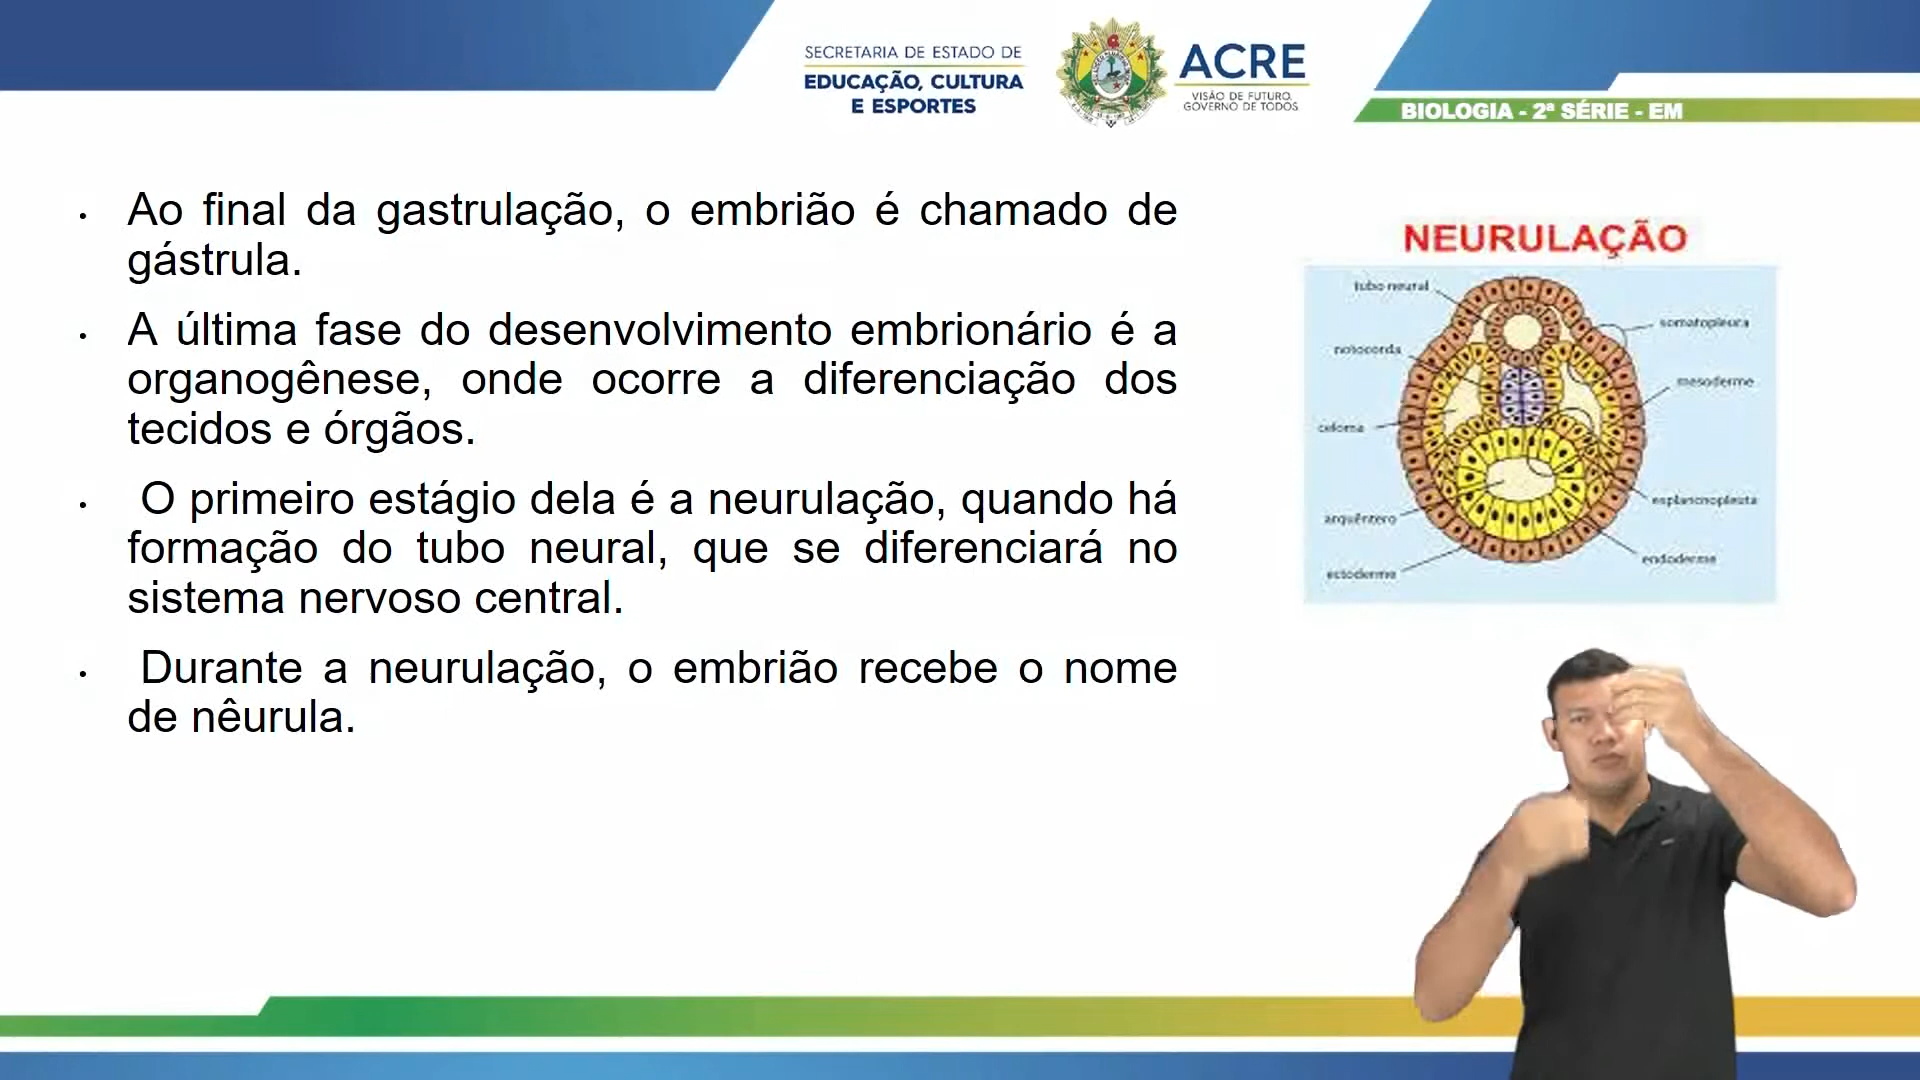 SECRETARIA DE ESTADO DE
EDUCAÇÃO, CULTURA
E ESPORTES
ACRE
VISÃO DE FUTURO.
GOVERNO DE TODOS
BIOLOGIA - 2ª SÉRIE - EM
• Ao final da gastrulação, o embrião é chamado de
gástrula.
• A última fase do desenvolvimento embrionário é a
organogênese, onde ocorre a diferenciação dos
tecidos e órgãos.
• O primeiro estágio dela é a neurulação, quando há
formação do tubo neural, que se diferenciará no
sistema nervoso central.
• Durante a neurulação, o embrião recebe o nome
de nêurula.
NEURULAÇÃO
tubo neural
somatopleura
notocorda
mesoderme
celoma
esplancnopleura
arquêntero
endoderme
ectoderme